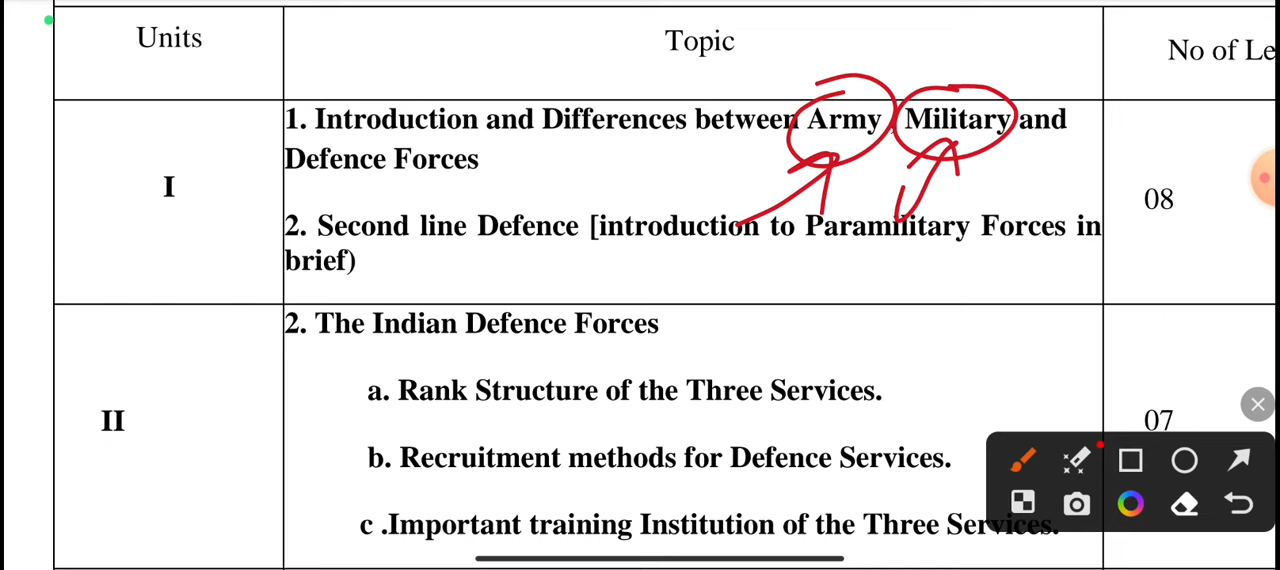 Units
Topic
No of Le
I
1. Introduction and Differences between Army, Military and
Defence Forces
2. Second line Defence [introduction to Paramilitary Forces in
brief)
08
II
2. The Indian Defence Forces
a. Rank Structure of the Three Services.
b. Recruitment methods for Defence Services.
c .Important training Institution of the Three Services.
07